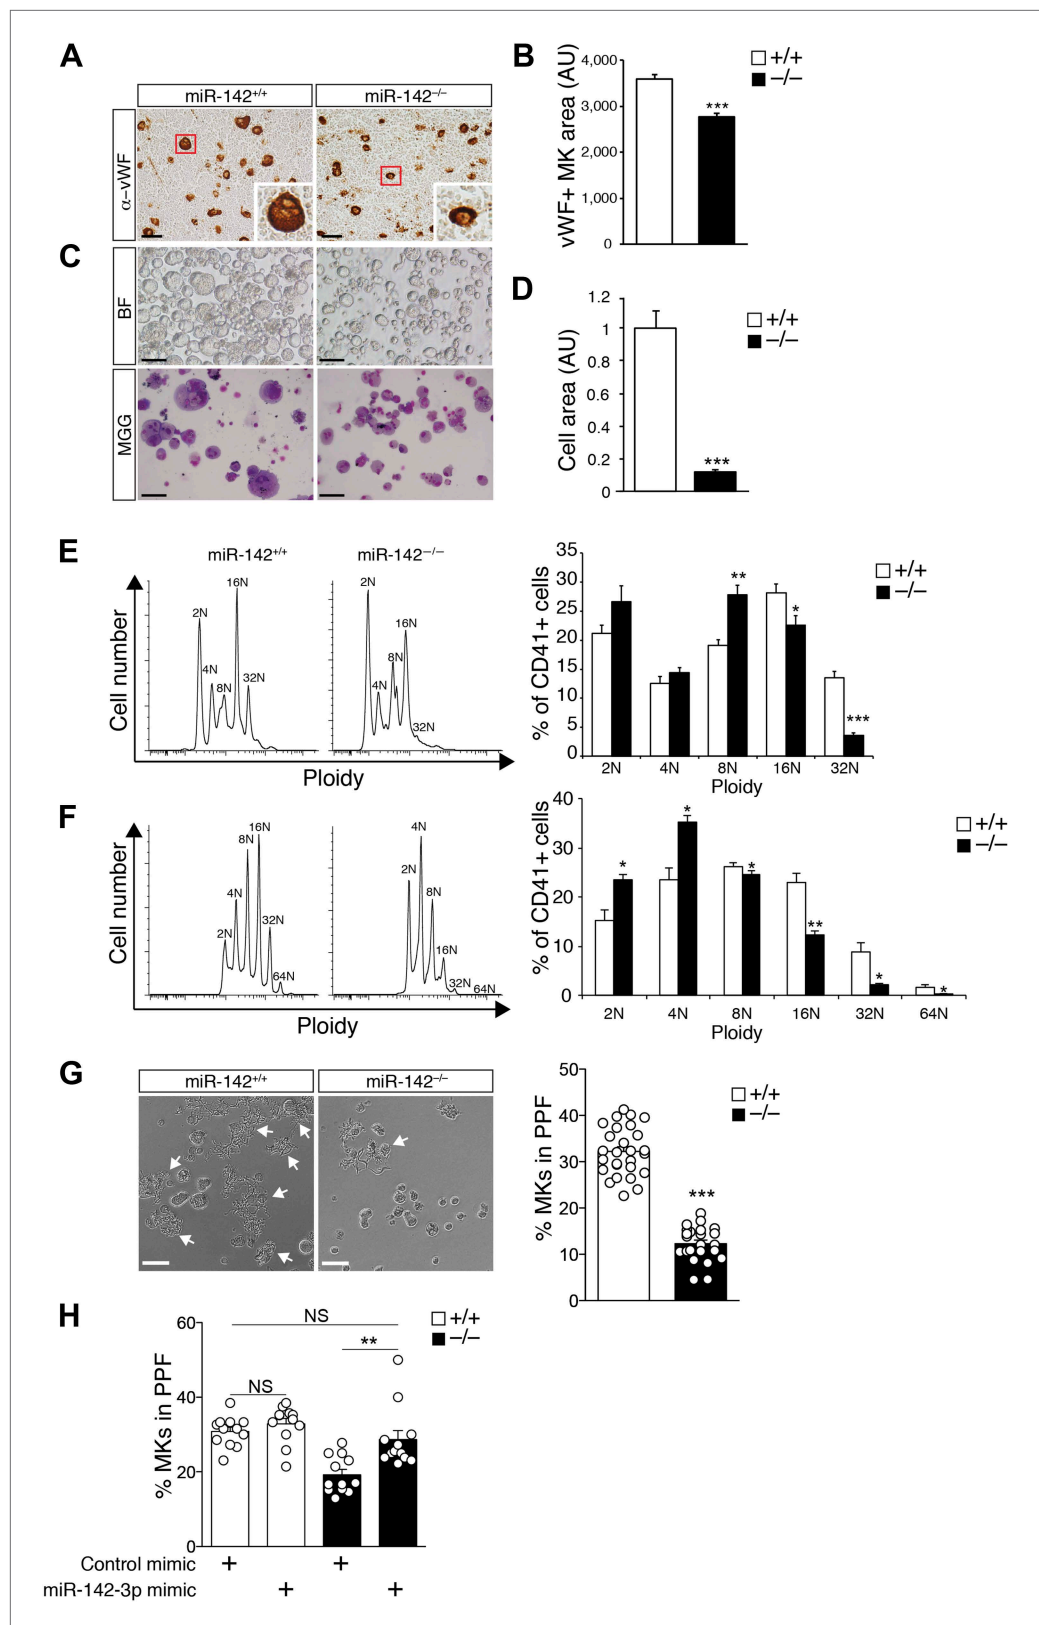 A
miR-142+/+
miR-142–/–
α–vWF
B
vWF+ MK area (AU)
4,000
3,000
2,000
1,000
0
***
+/+
–/–
C
BF
MGG
D
Cell area (AU)
1.2
1
0.8
0.6
0.4
0.2
0
***
+/+
–/–
E
miR-142+/+
miR-142–/–
Cell number
2N
4N
8N
16N
32N
2N
4N
8N
16N
32N
Ploidy
% of CD41+ cells
35
30
25
20
15
10
5
0
**
*
***
2N
4N
8N
16N
32N
Ploidy
+/+
–/–
F
Cell number
2N
4N
8N
16N
32N
64N
2N
4N
8N
16N
32N
64N
Ploidy
% of CD41+ cells
40
30
20
10
0
*
*
*
**
*
*
2N
4N
8N
16N
32N
64N
Ploidy
+/+
–/–
G
miR-142+/+
miR-142–/–
% MKs in PPF
50
40
30
20
10
0
***
+/+
–/–
H
% MKs in PPF
60
40
20
0
NS
NS
**
+/+
–/–
Control mimic + +
miR-142-3p mimic + +